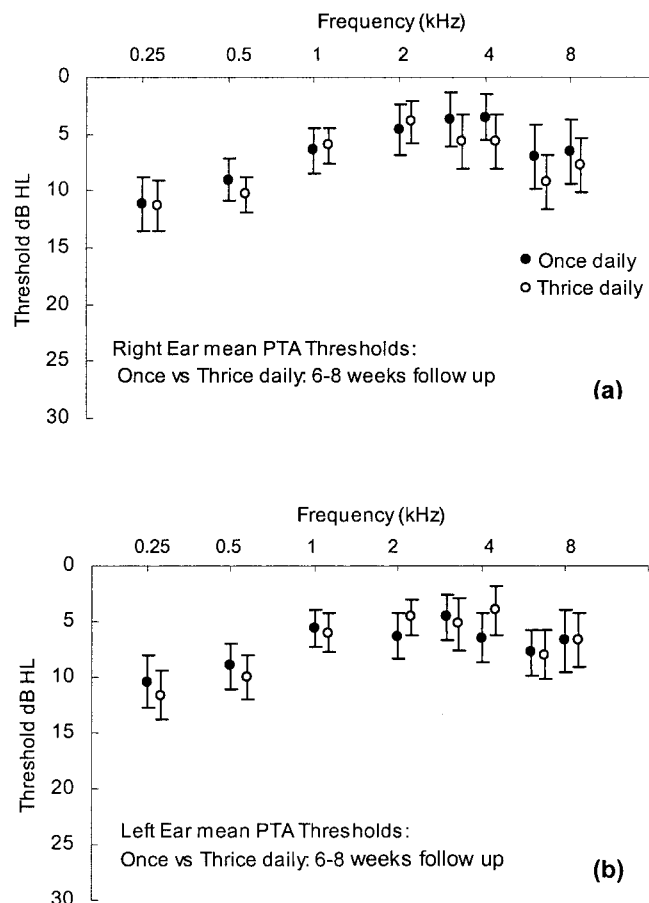 Frequency (kHz)
0.25 0.5 1 2 4 8
0
5
10
15
20
25
30
Threshold dB HL
Once daily
Thrice daily
Right Ear mean PTA Thresholds:
Once vs Thrice daily: 6-8 weeks follow up
(a)
Frequency (kHz)
0.25 0.5 1 2 4 8
0
5
10
15
20
25
30
Threshold dB HL
Left Ear mean PTA Thresholds:
Once vs Thrice daily: 6-8 weeks follow up
(b)